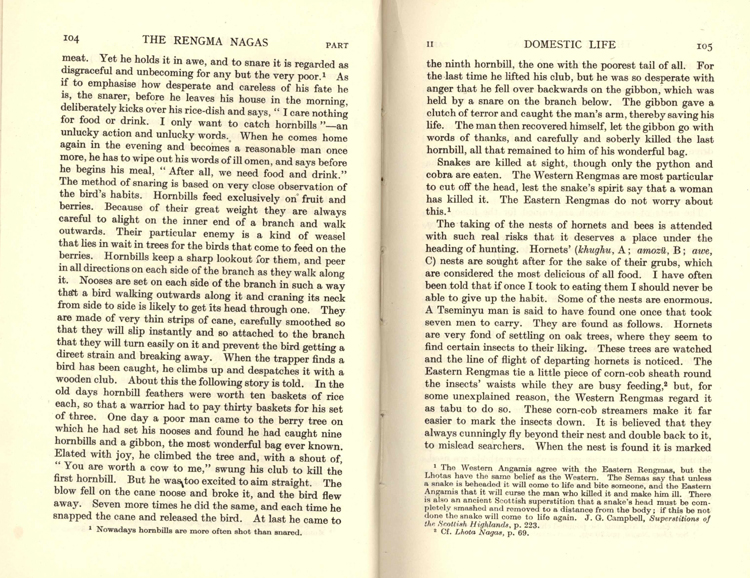 104 THE RENGMA NAGAS PART
meat. Yet he holds it in awe, and to snare it is regarded as
disgraceful and unbecoming for any but the very poor.¹ As
if to emphasise how desperate and careless of his fate he
is, the snarer, before he leaves his house in the morning,
deliberately kicks over his rice-dish and says, “ I care nothing
for food or drink. I only want to catch hornbills ”—an
unlucky action and unlucky words. When he comes home
again in the evening and becomes a reasonable man once
more, he has to wipe out his words of ill omen, and says before
he begins his meal, “ After all, we need food and drink.”
The method of snaring is based on very close observation of
the bird's habits. Hornbills feed exclusively on fruit and
berries. Because of their great weight they are always
careful to alight on the inner end of a branch and walk
outwards. Their particular enemy is a kind of weasel
that lies in wait in trees for the birds that come to feed on the
berries. Hornbills keep a sharp lookout for them, and peer
in all directions on each side of the branch as they walk along
it. Nooses are set on each side of the branch in such a way
that a bird walking outwards along it and craning its neck
from side to side is likely to get its head through one. They
are made of very thin strips of cane, carefully smoothed so
that they will slip instantly and so attached to the branch
that they will turn easily on it and prevent the bird getting a
direct strain and breaking away. When the trapper finds a
bird has been caught, he climbs up and despatches it with a
wooden club. About this the following story is told. In the
old days hornbill feathers were worth ten baskets of rice
each, so that a warrior had to pay thirty baskets for his set
of three. One day a poor man came to the berry tree on
which he had set his nooses and found he had caught nine
hornbills and a gibbon, the most wonderful bag ever known.
Elated with joy, he climbed the tree and, with a shout of,
“ You are worth a cow to me,” swung his club to kill the
first hornbill. But he was too excited to aim straight. The
blow fell on the cane noose and broke it, and the bird flew
away. Seven more times he did the same, and each time he
snapped the cane and released the bird. At last he came to
¹ Nowadays hornbills are more often shot than snared.
II DOMESTIC LIFE 105
the ninth hornbill, the one with the poorest tail of all. For
the last time he lifted his club, but he was so desperate with
anger that he fell over backwards on the gibbon, which was
held by a snare on the branch below. The gibbon gave a
clutch of terror and caught the man's arm, thereby saving his
life. The man then recovered himself, let the gibbon go with
words of thanks, and carefully and soberly killed the last
hornbill, all that remained to him of his wonderful bag.
Snakes are killed at sight, though only the python and
cobra are eaten. The Western Rengmas are most particular
to cut off the head, lest the snake's spirit say that a woman
has killed it. The Eastern Rengmas do not worry about
this.¹
The taking of the nests of hornets and bees is attended
with such real risks that it deserves a place under the
heading of hunting. Hornets' (khughu, A ; amozü, B ; awe,
C) nests are sought after for the sake of their grubs, which
are considered the most delicious of all food. I have often
been told that if once I took to eating them I should never be
able to give up the habit. Some of the nests are enormous.
A Tseminyu man is said to have found one once that took
seven men to carry. They are found as follows. Hornets
are very fond of settling on oak trees, where they seem to
find certain insects to their liking. These trees are watched
and the line of flight of departing hornets is noticed. The
Eastern Rengmas tie a little piece of corn-cob sheath round
the insects' waists while they are busy feeding,² but, for
some unexplained reason, the Western Rengmas regard it
as tabu to do so. These corn-cob streamers make it far
easier to mark the insects down. It is believed that they
always cunningly fly beyond their nest and double back to it,
to mislead searchers. When the nest is found it is marked
¹ The Western Angamis agree with the Eastern Rengmas, but the
Lhotas have the same belief as the Western. The Semas say that unless
a snake is beheaded it will come to life and bite someone, and the Eastern
Angamis that it will curse the man who killed it and make him ill. There
is also an ancient Scottish superstition that a snake's head must be com-
pletely smashed and removed to a distance from the body ; if this be not
done the snake will come to life again. J. G. Campbell, Superstitions of
the Scottish Highlands, p. 223.
² Cf. Lhota Nagas, p. 69.